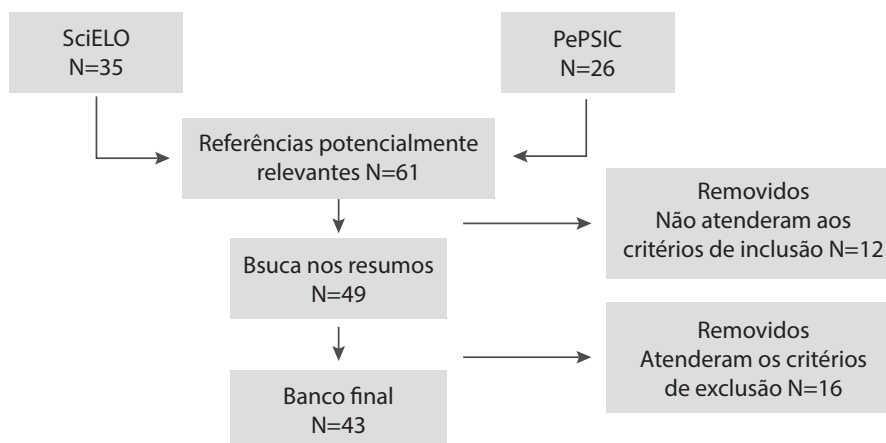 SciELO
N=35
PePSIC
N=26
Referências potencialmente
relevantes N=61
Removidos
Não atenderam aos
critérios de inclusão N=12
Bsuca nos resumos
N=49
Removidos
Atenderam os critérios
de exclusão N=16
Banco final
N=43